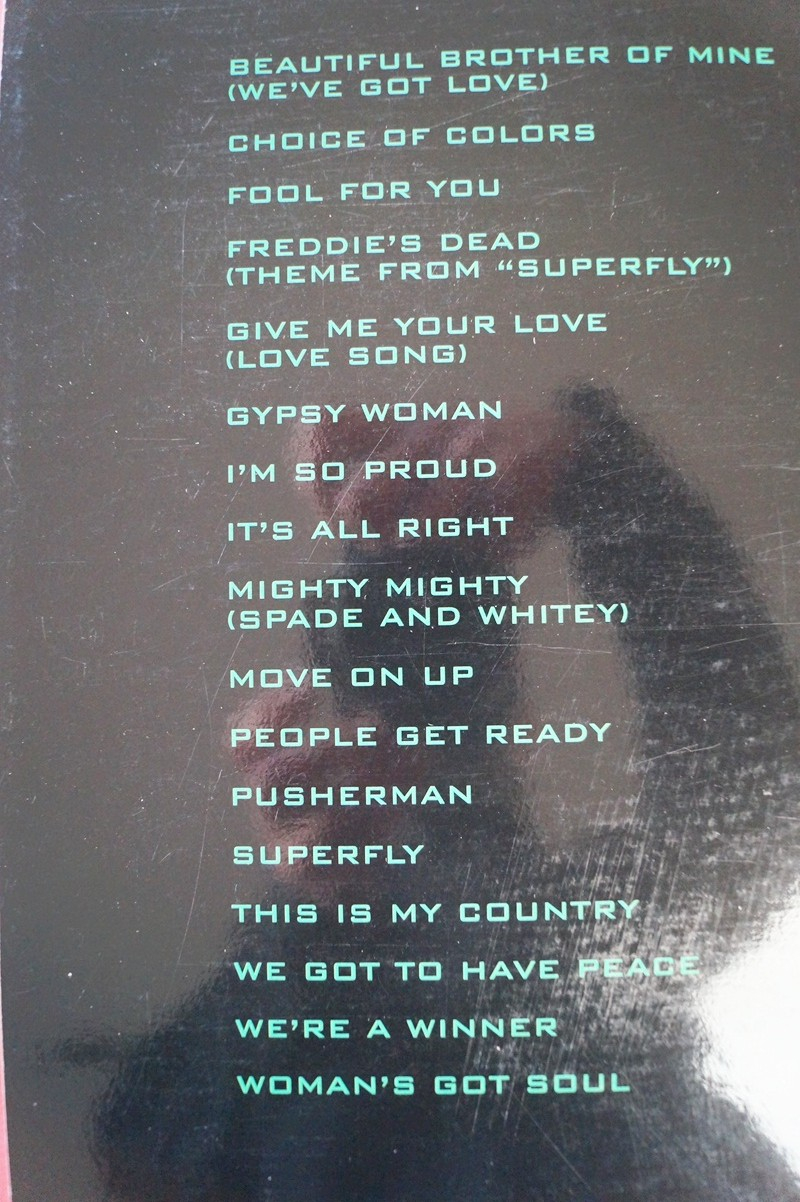 BEAUTIFUL BROTHER OF MINE
(WE'VE GOT LOVE)
CHOICE OF COLORS
FOOL FOR YOU
FREDDIE'S DEAD
(THEME FROM “SUPERFLY”)
GIVE ME YOUR LOVE
(LOVE SONG)
GYPSY WOMAN
I'M SO PROUD
IT'S ALL RIGHT
MIGHTY MIGHTY
(SPADE AND WHITEY)
MOVE ON UP
PEOPLE GET READY
PUSHERMAN
SUPERFLY
THIS IS MY COUNTRY
WE GOT TO HAVE PEACE
WE'RE A WINNER
WOMAN'S GOT SOUL